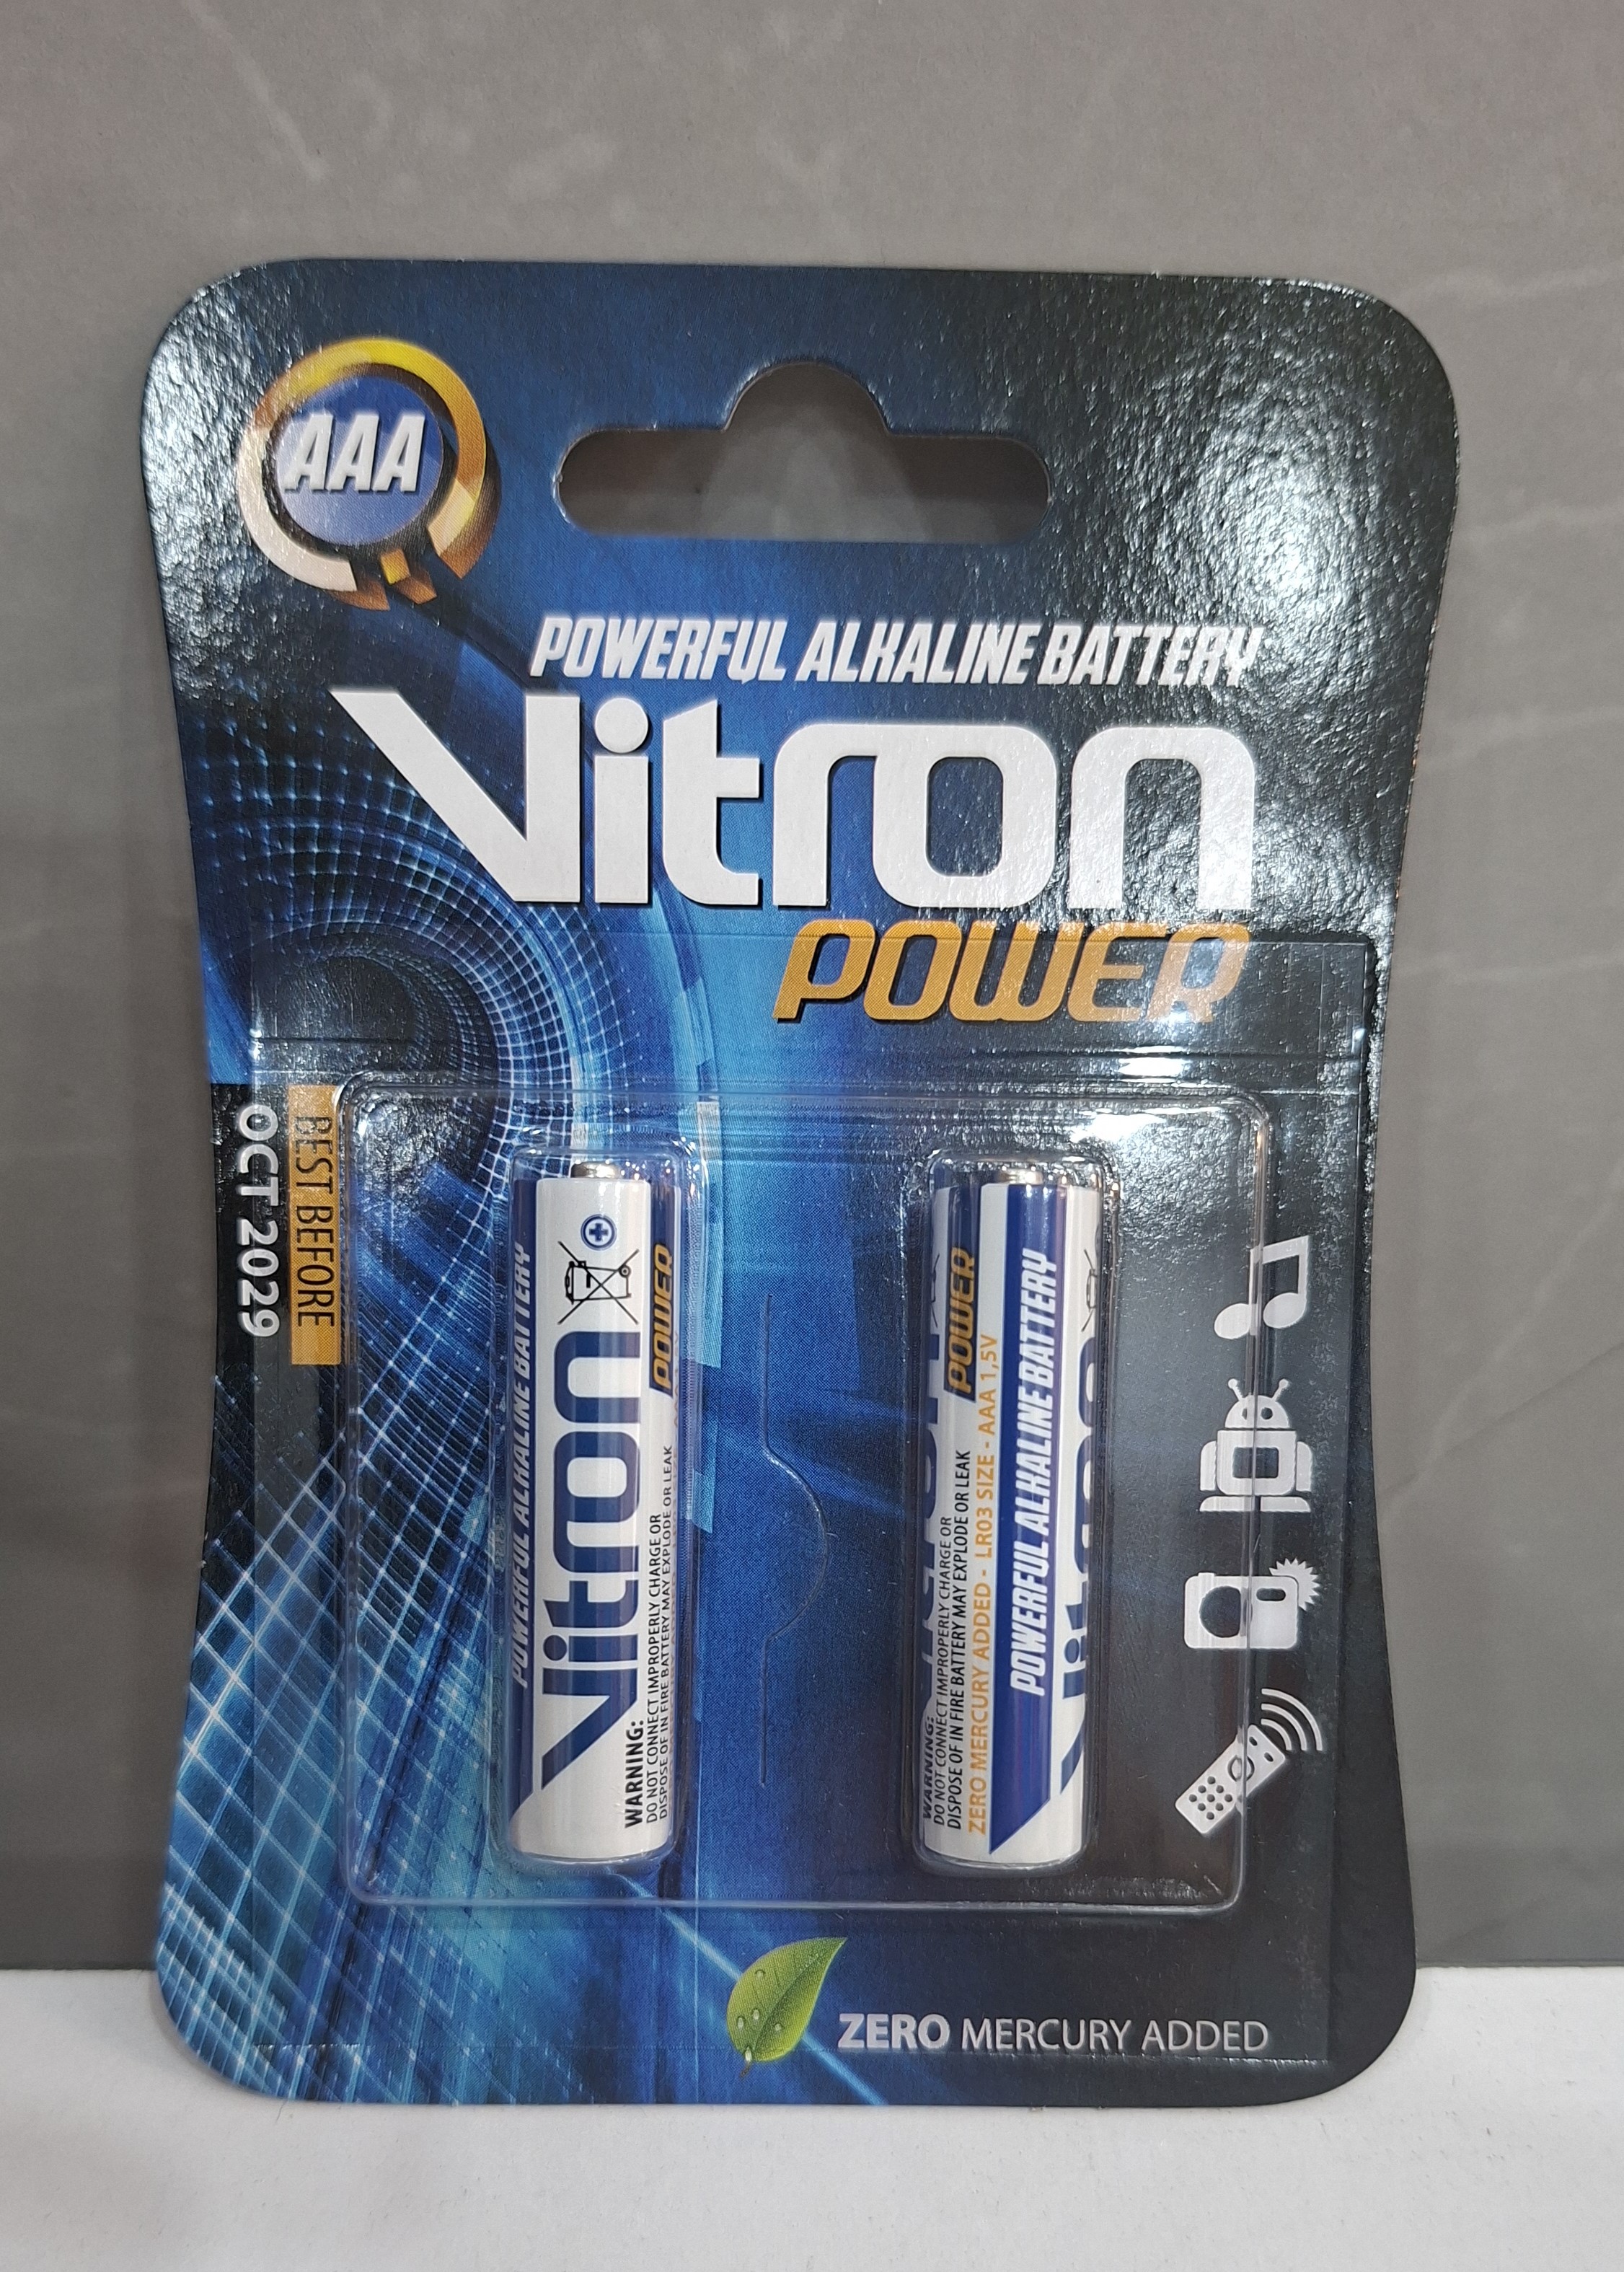 AAA
POWERFUL ALKALINE BATTERY
Vitron
POWER
BEST BEFORE
OCT 2029
POWERFUL ALKALINE BATTERY
Vitron
POWER
WARNING:
DO NOT CONNECT IMPROPERLY CHARGE OR
DISPOSE OF IN FIRE BATTERY MAY EXPLODE OR LEAK
POWER
WARNING:
DO NOT CONNECT IMPROPERLY CHARGE OR
DISPOSE OF IN FIRE BATTERY MAY EXPLODE OR LEAK
ZERO MERCURY ADDED - LR03 SIZE - AAA 1,5V
POWERFUL ALKALINE BATTERY
Vitron
ZERO MERCURY ADDED